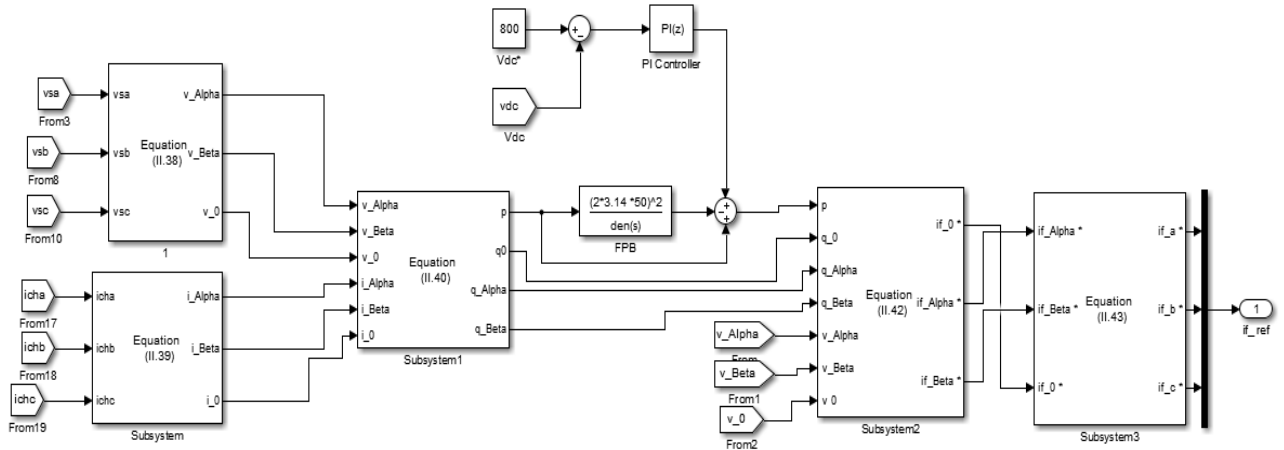 800
Vdc*
PI(z)
PI Controller
+
-
vdc
Vdc
vsa
From3
vsb
From8
vsc
From10
vsa
vsb
vsc
Equation
(II.38)
v_Alpha
v_Beta
v_0
1
icha
From17
ichb
From18
ichc
From19
icha
ichb
ichc
Equation
(II.39)
i_Alpha
i_Beta
i_0
Subsystem
v_Alpha
v_Beta
v_0
i_Alpha
i_Beta
i_0
Equation
(II.40)
p
q0
q_Alpha
q_Beta
Subsystem1
(2*3.14 *50)^2
den(s)
FPB
+
-
+
v_Alpha
From
v_Beta
From1
v_0
From2
p
q_0
q_Alpha
q_Beta
v_Alpha
v_Beta
v 0
Equation
(II.42)
if_0 *
if_Alpha *
if_Beta *
Subsystem2
if_Alpha *
if_Beta *
if_0 *
Equation
(II.43)
if_a *
if_b *
if_c *
Subsystem3
1
if_ref